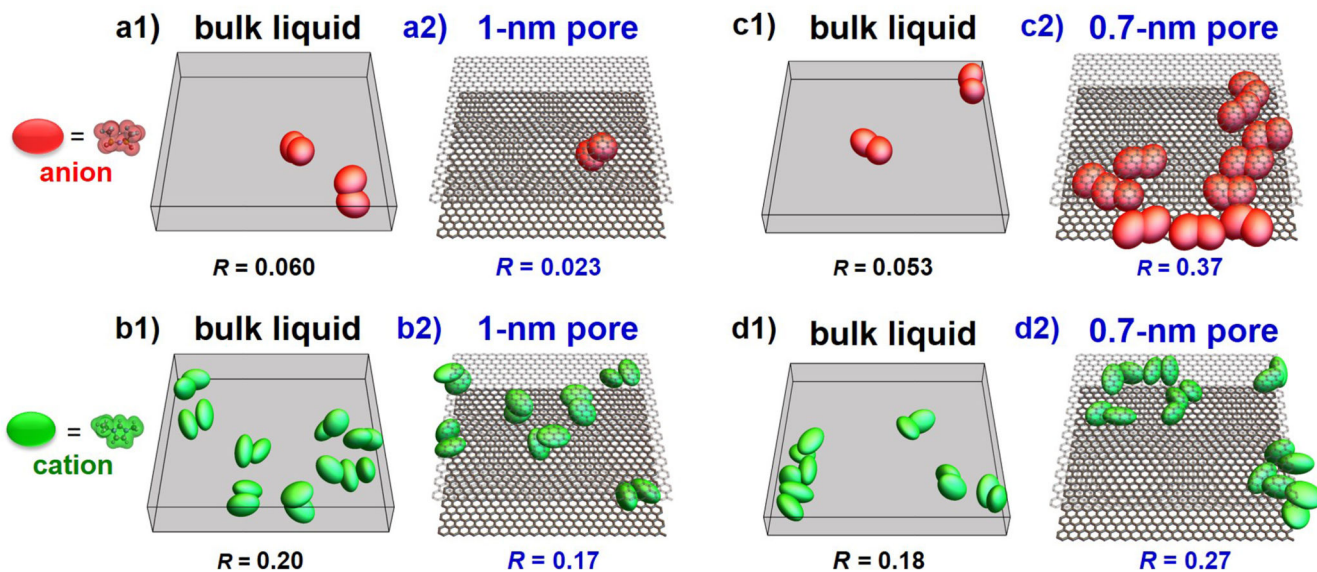 a1) bulk liquid
a2) 1-nm pore
c1) bulk liquid
c2) 0.7-nm pore
=
anion
R = 0.060
R = 0.023
R = 0.053
R = 0.37
b1) bulk liquid
b2) 1-nm pore
d1) bulk liquid
d2) 0.7-nm pore
=
cation
R = 0.20
R = 0.17
R = 0.18
R = 0.27